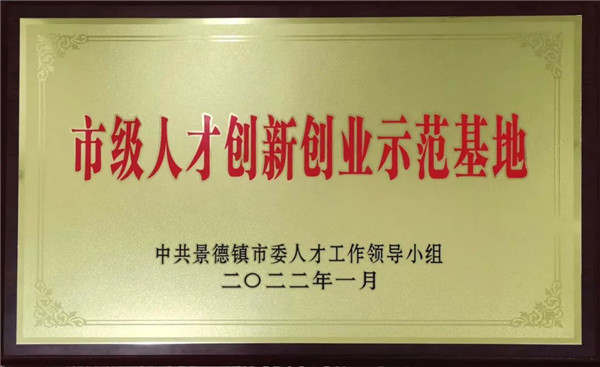 市级人才创新创业示范基地
中共景德镇市委人才工作领导小组
二〇二二年一月